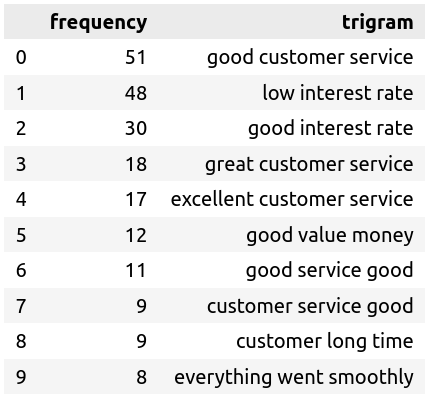 frequency trigram
0 51 good customer service
1 48 low interest rate
2 30 good interest rate
3 18 great customer service
4 17 excellent customer service
5 12 good value money
6 11 good service good
7 9 customer service good
8 9 customer long time
9 8 everything went smoothly